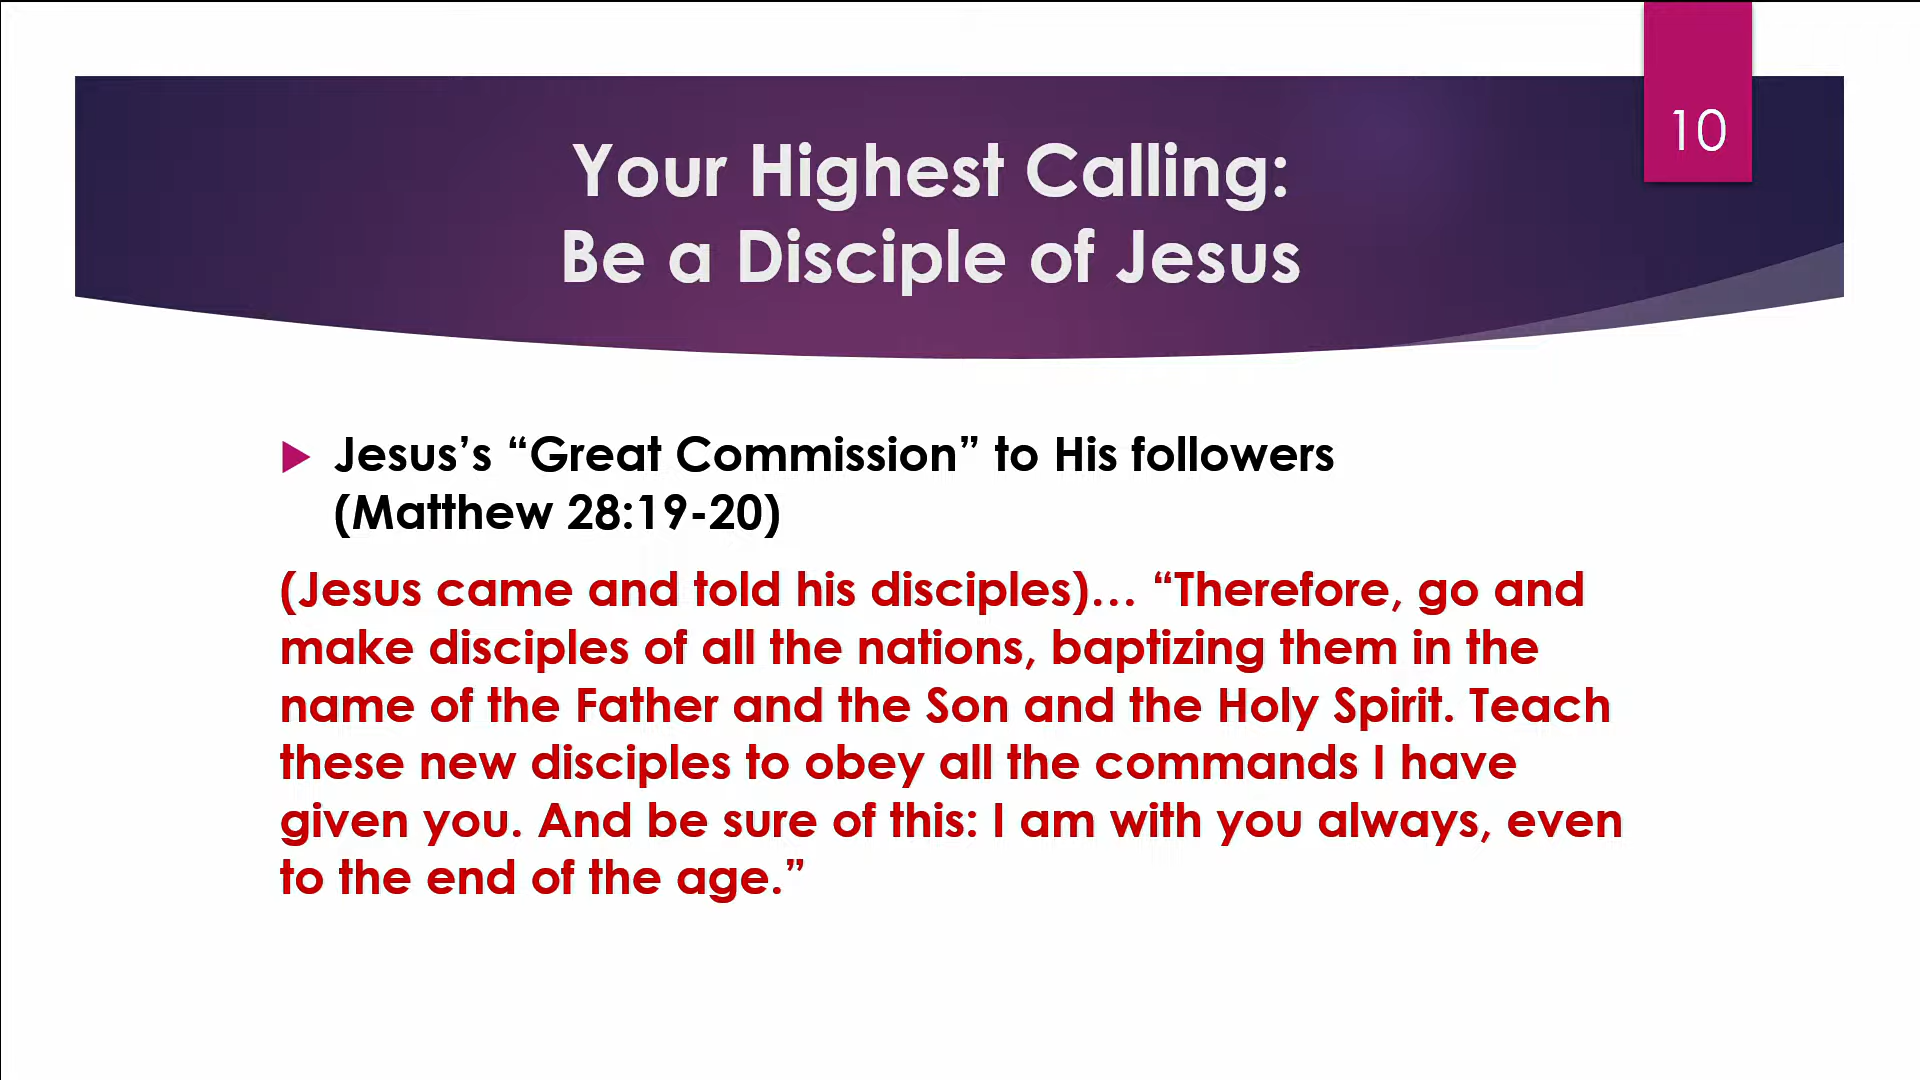 10
Your Highest Calling:
Be a Disciple of Jesus
Jesus’s “Great Commission” to His followers
(Matthew 28:19-20)
(Jesus came and told his disciples)… “Therefore, go and
make disciples of all the nations, baptizing them in the
name of the Father and the Son and the Holy Spirit. Teach
these new disciples to obey all the commands I have
given you. And be sure of this: I am with you always, even
to the end of the age.”